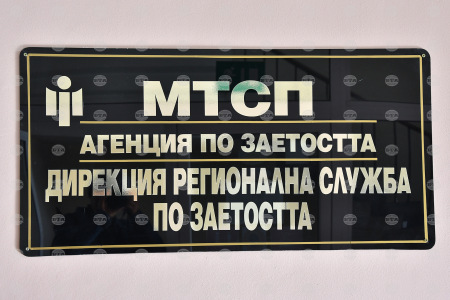 МТСП
АГЕНЦИЯ ПО ЗАЕТОСТТА
ДИРЕКЦИЯ РЕГИОНАЛНА СЛУЖБА
ПО ЗАЕТОСТТА